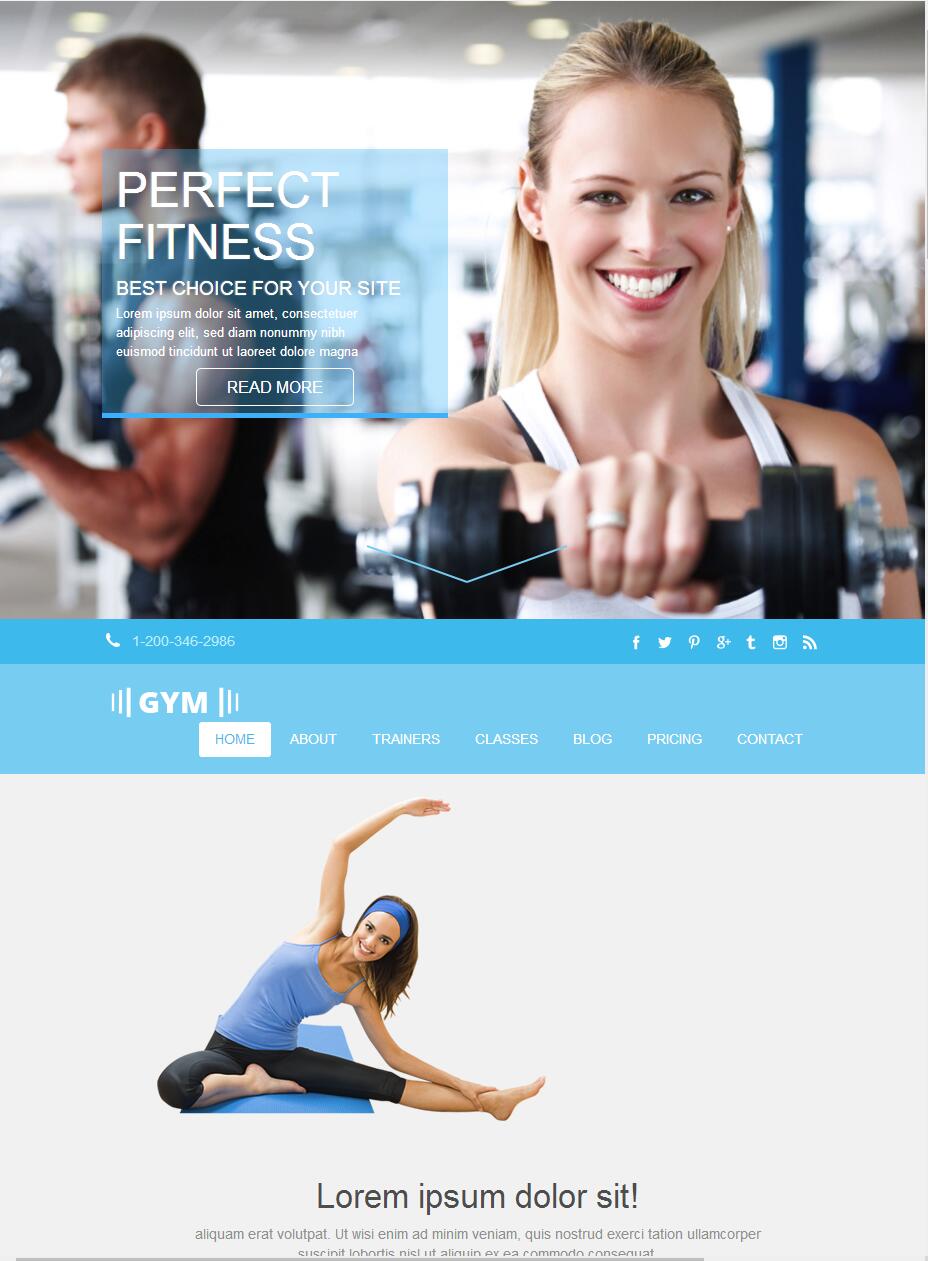 PERFECT
FITNESS
BEST CHOICE FOR YOUR SITE
Lorem ipsum dolor sit amet, consectetuer
adipiscing elit, sed diam nonummy nibh
euismod tincidunt ut laoreet dolore magna
READ MORE
1-200-346-2986
GYM
HOME ABOUT TRAINERS CLASSES BLOG PRICING CONTACT
Lorem ipsum dolor sit!
aliquam erat volutpat. Ut wisi enim ad minim veniam, quis nostrud exerci tation ullamcorper
suscipit lobortis nisl ut aliquip ex ea commodo consequat.